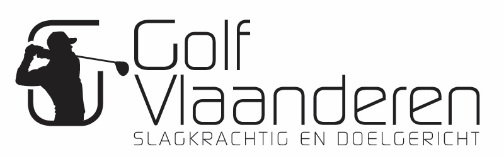 Golf
Vlaanderen
SLAGKRACHTIG EN DOELGERICHT